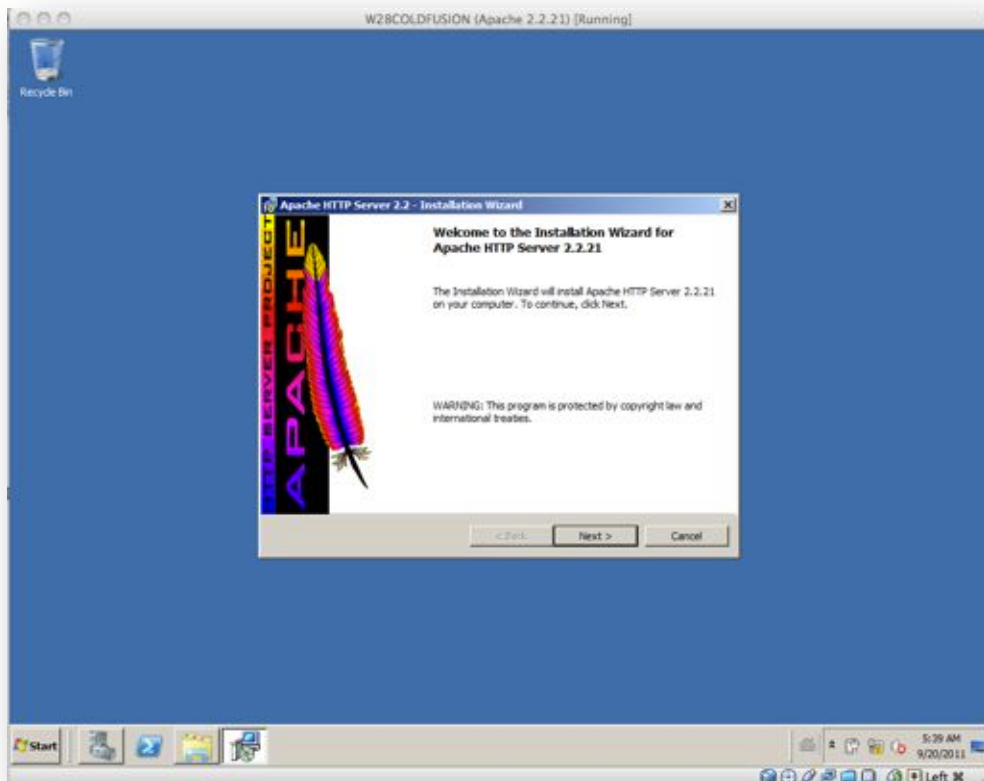 W28COLDFUSION (Apache 2.2.21) [Running]
Recycle Bin
Apache HTTP Server 2.2 - Installation Wizard
HTTP SERVER PROJECT
APACHE
Welcome to the Installation Wizard for
Apache HTTP Server 2.2.21
The Installation Wizard will install Apache HTTP Server 2.2.21
on your computer. To continue, click Next.
WARNING: This program is protected by copyright law and
international treaties.
< Back
Next >
Cancel
Start
5:39 AM
9/20/2011
Left ⌘